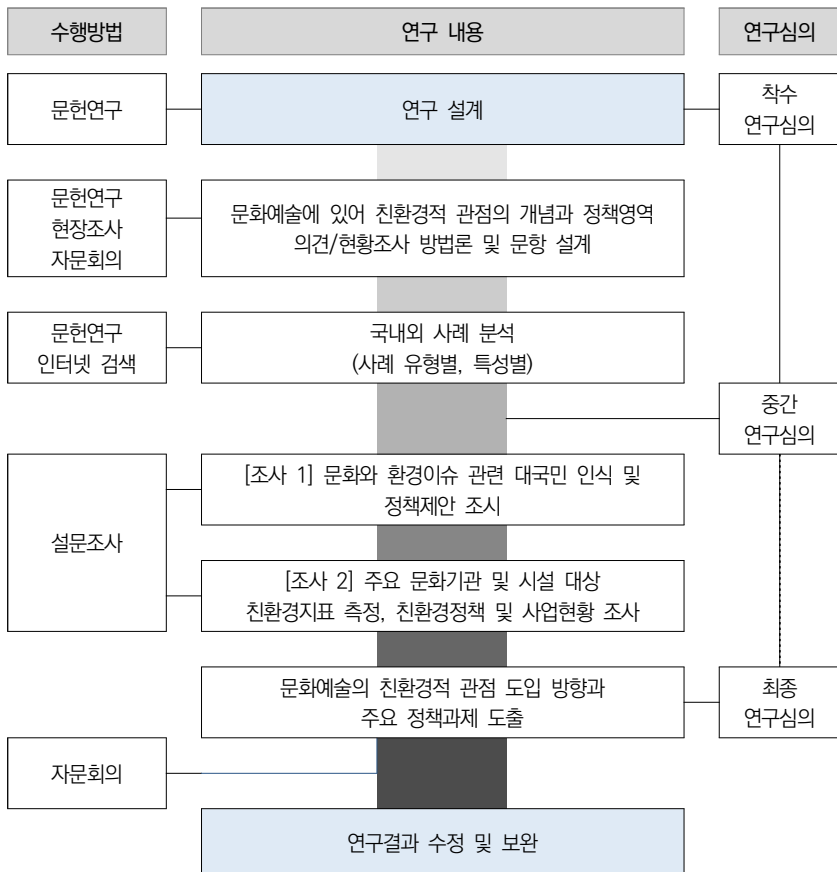 수행방법
연구 내용
연구심의
문헌연구
연구 설계
착수
연구심의
문헌연구
현장조사
자문회의
문화예술에 있어 친환경적 관점의 개념과 정책영역
의견/현황조사 방법론 및 문항 설계
문헌연구
인터넷 검색
국내외 사례 분석
(사례 유형별, 특성별)
중간
연구심의
설문조사
[조사 1] 문화와 환경이슈 관련 대국민 인식 및
정책제안 조시
[조사 2] 주요 문화기관 및 시설 대상
친환경지표 측정, 친환경정책 및 사업현황 조사
문화예술의 친환경적 관점 도입 방향과
주요 정책과제 도출
최종
연구심의
자문회의
연구결과 수정 및 보완